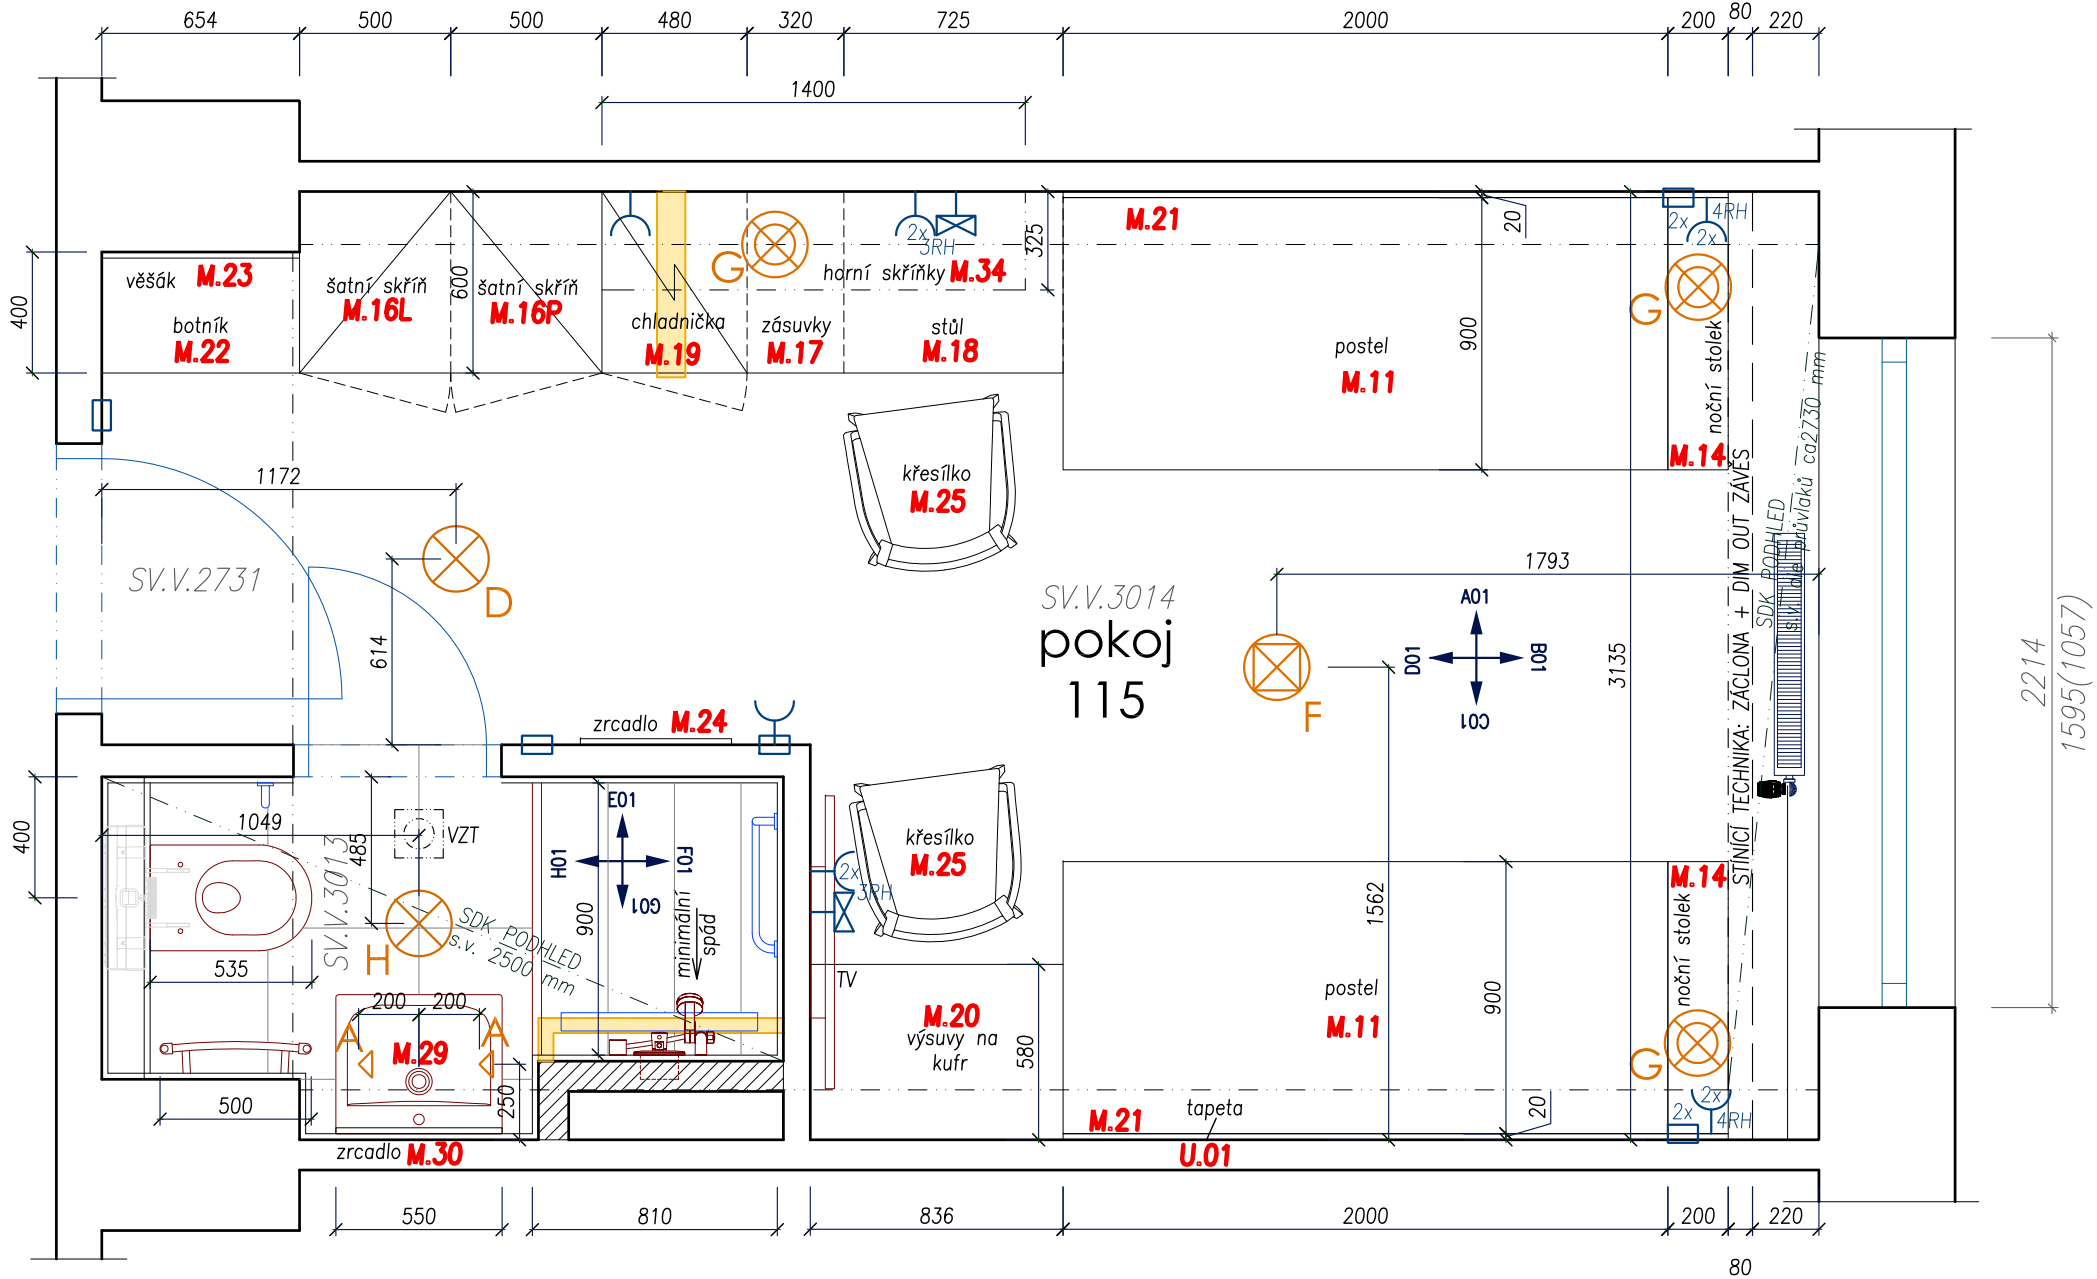 654
500
500
480
320
725
2000
200
80
220
1400
věšák M.23
botník
M.22
šatní skříň
M.16L
600
šatní skříň
M.16P
chladnička
M.19
zásuvky
M.17
G
2x
3RH
horní skříňky M.34
stůl
M.18
325
M.21
20
2x
4RH
2x
G
noční stolek
M.14
postel
M.11
900
400
1172
SV.V.2731
D
614
křesílko
M.25
SV.V.3014
pokoj
115
1793
A01
B01
C01
D01
F
3135
STÍNÍCÍ TECHNIKA: ZÁCLONA + DIM OUT ZÁVĚS
SDK PODHLED
s.v. dle průvlaků ca2730 mm
2214
1595(1057)
zrcadlo M.24
400
1049
485
VZT
SV.V.3013
H
SDK PODHLED
s.v. 2500 mm
535
200
200
A
A
M.29
250
500
zrcadlo M.30
E01
F01
G01
H01
900
minimální
spád
křesílko
M.25
2x
3RH
TV
M.20
výsuvy na
kufr
580
1562
postel
M.11
900
M.14
noční stolek
G
2x
2x
4RH
M.21
tapeta
U.01
20
550
810
836
2000
200
80
220